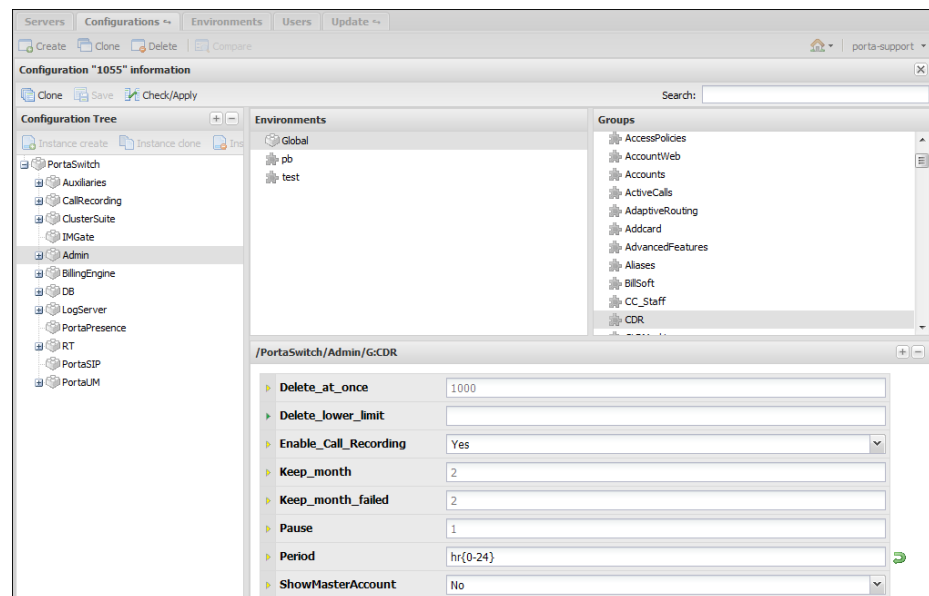 Servers Configurations Environments Users Update
Create Clone Delete Compare porta-support
Configuration "1055" information
Clone Save Check/Apply Search:
Configuration Tree
Instance create Instance clone Ins
PortaSwitch
Auxiliaries
CallRecording
ClusterSuite
IMGate
Admin
BillingEngine
DB
LogServer
PortaPresence
RT
PortaSIP
PortaUM
Environments
Global
pb
test
Groups
AccessPolicies
AccountWeb
Accounts
ActiveCalls
AdaptiveRouting
Addcard
AdvancedFeatures
Aliases
BillSoft
CC_Staff
CDR
/PortaSwitch/Admin/G:CDR
Delete_at_once 1000
Delete_lower_limit
Enable_Call_Recording Yes
Keep_month 2
Keep_month_failed 2
Pause 1
Period hr{0-24}
ShowMasterAccount No